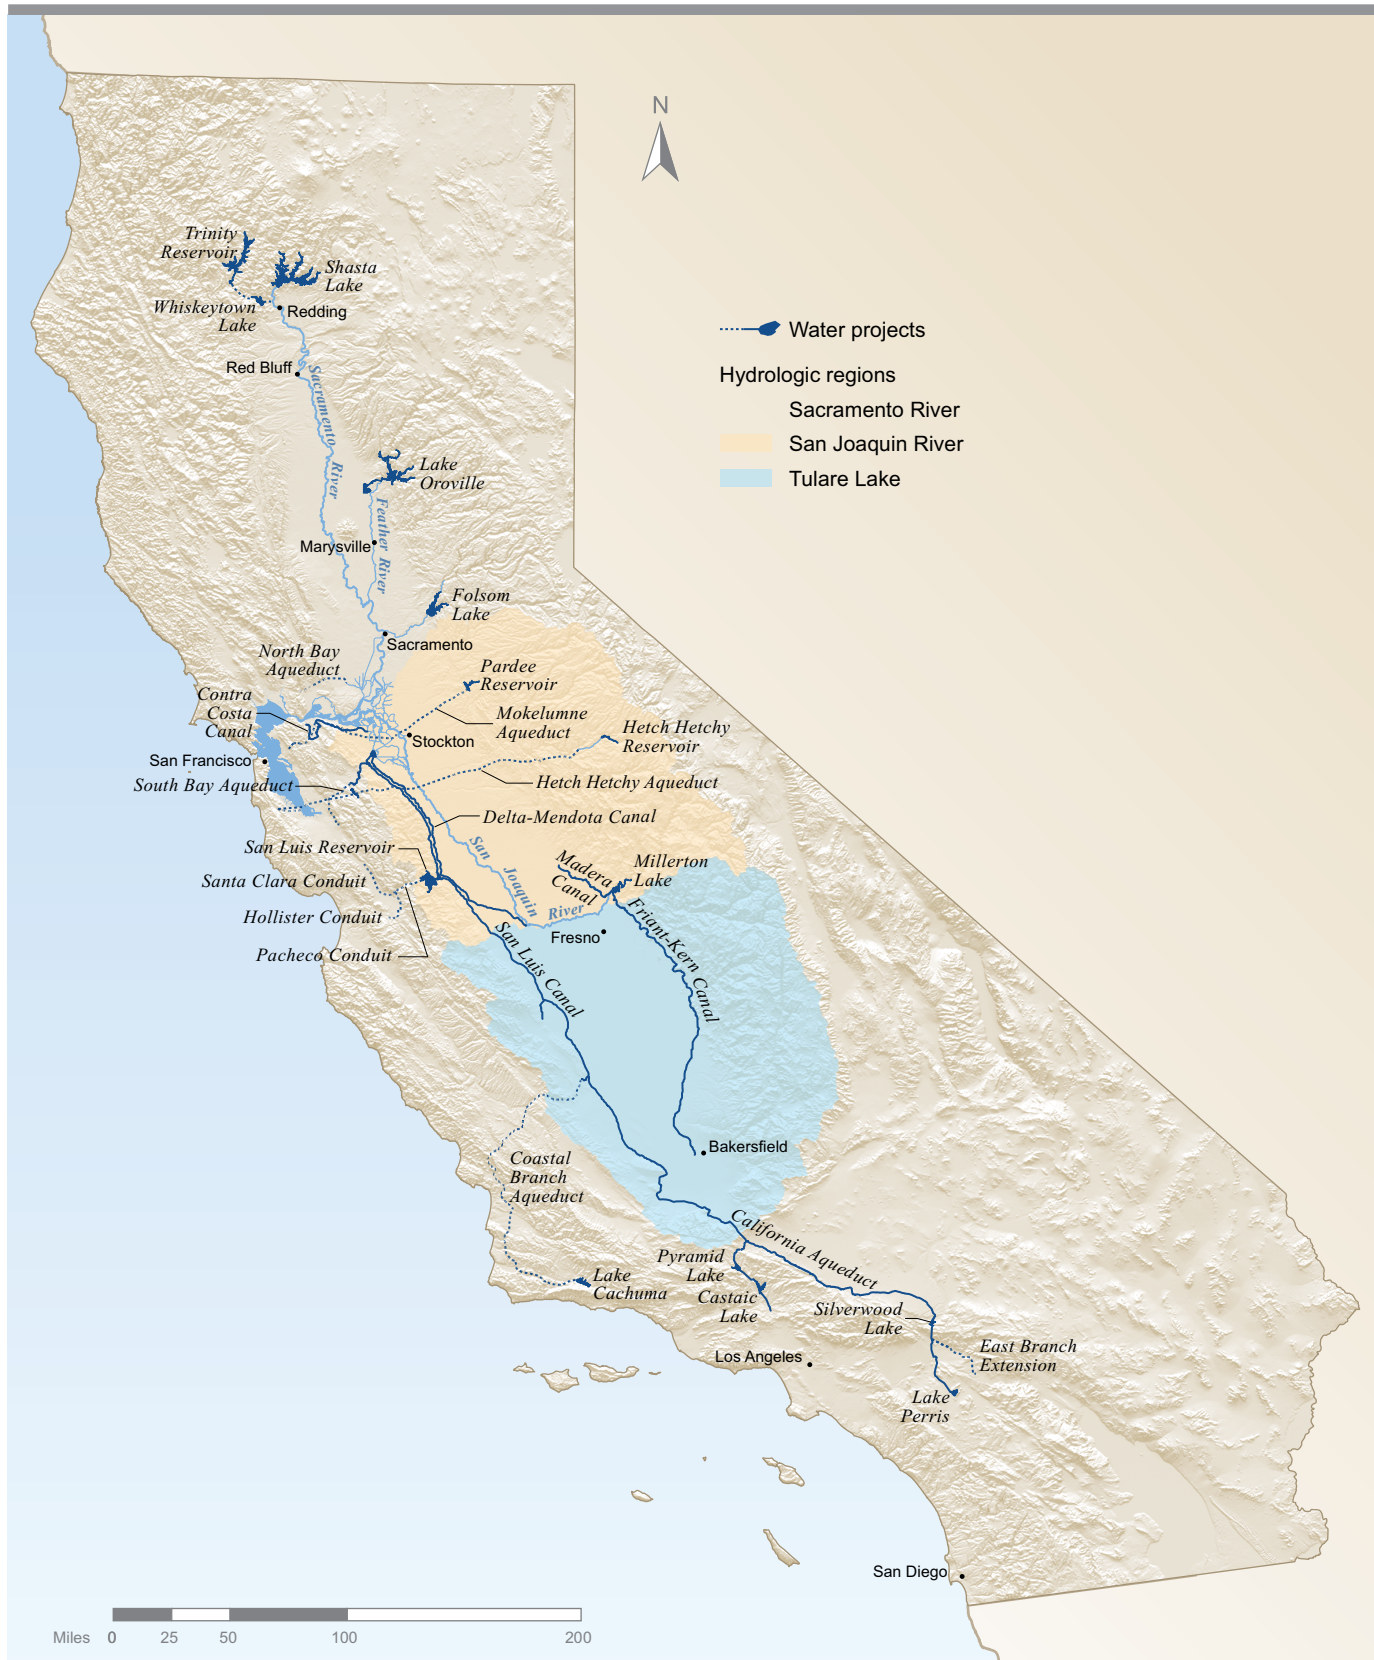 N
Trinity
Reservoir
Shasta
Lake
Whiskeytown
Lake
Redding
Water projects
Red Bluff
Hydrologic regions
Sacramento River
San Joaquin River
Tulare Lake
Sacramento River
Lake
Oroville
Feather River
Marysville
Folsom
Lake
Sacramento
North Bay
Aqueduct
Pardee
Reservoir
Contra
Costa
Canal
Mokelumne
Aqueduct
Hetch Hetchy
Reservoir
Stockton
San Francisco
South Bay Aqueduct
Hetch Hetchy Aqueduct
Delta-Mendota Canal
San Luis Reservoir
San Joaquin River
Madera
Canal
Millerton
Lake
Santa Clara Conduit
Hollister Conduit
Fresno
Friant-Kern Canal
Pacheco Conduit
San Luis Canal
Bakersfield
Coastal
Branch
Aqueduct
California Aqueduct
Pyramid
Lake
Lake
Cachuma
Castaic
Lake
Silverwood
Lake
East Branch
Extension
Los Angeles
Lake
Perris
San Diego
Miles 0 25 50 100 200